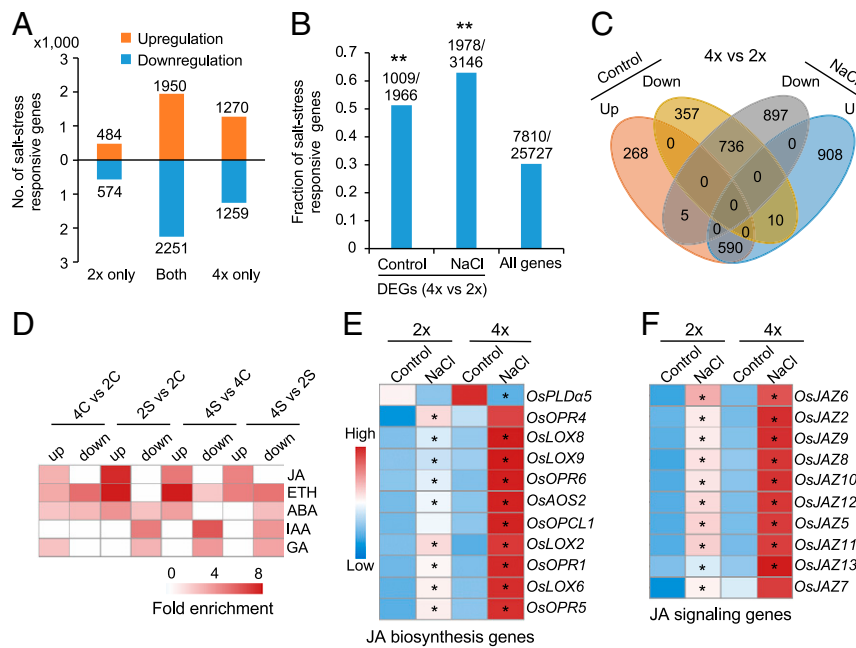 A
x1,000
Upregulation
Downregulation
No. of salt-stress
responsive genes
3
2
1
0
1
2
3
484
574
1950
2251
1270
1259
2x only
Both
4x only
B
Fraction of salt-stress
responsive genes
0.7
0.6
0.5
0.4
0.3
0.2
0.1
0
**
1009/
1966
**
1978/
3146
7810/
25727
Control
NaCl
All genes
DEGs (4x vs 2x)
C
4x vs 2x
Control
NaCl
Up
Down
Down
U
268
357
897
908
0
736
0
0
0
5
0
10
0
0
590
D
4C vs 2C
2S vs 2C
4S vs 4C
4S vs 2S
up
down
up
down
up
down
up
down
JA
ETH
ABA
IAA
GA
0 4 8
Fold enrichment
E
2x
4x
Control
NaCl
Control
NaCl
High
Low
OsPLDα5 *
OsOPR4 *
OsLOX8 * *
OsLOX9 * *
OsOPR6 * *
OsAOS2 * *
OsOPCL1 *
OsLOX2 * *
OsOPR1 * *
OsLOX6 * *
OsOPR5 * *
JA biosynthesis genes
F
2x
4x
Control
NaCl
Control
NaCl
OsJAZ6 * *
OsJAZ2 * *
OsJAZ9 * *
OsJAZ8 * *
OsJAZ10 * *
OsJAZ12 * *
OsJAZ5 * *
OsJAZ11 * *
OsJAZ13 * *
OsJAZ7 *
JA signaling genes